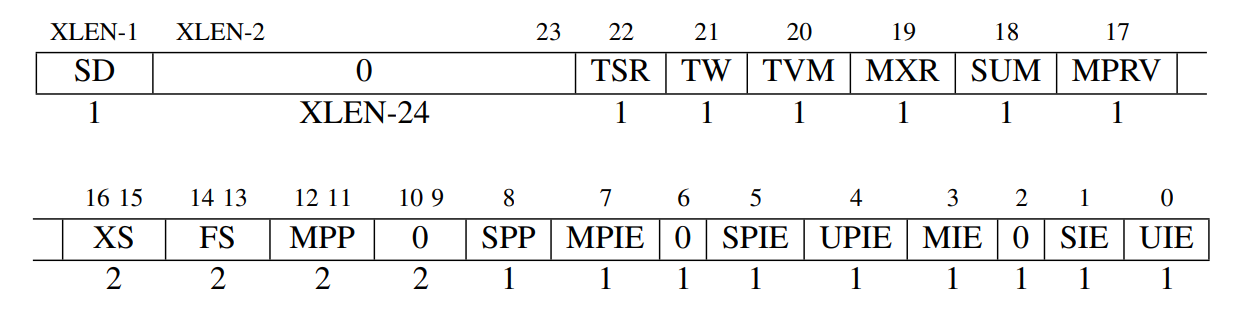 XLEN-1 XLEN-2 23 22 21 20 19 18 17
SD 0 TSR TW TVM MXR SUM MPRV
1 XLEN-24 1 1 1 1 1 1
16 15 14 13 12 11 10 9 8 7 6 5 4 3 2 1 0
XS FS MPP 0 SPP MPIE 0 SPIE UPIE MIE 0 SIE UIE
2 2 2 2 1 1 1 1 1 1 1 1 1